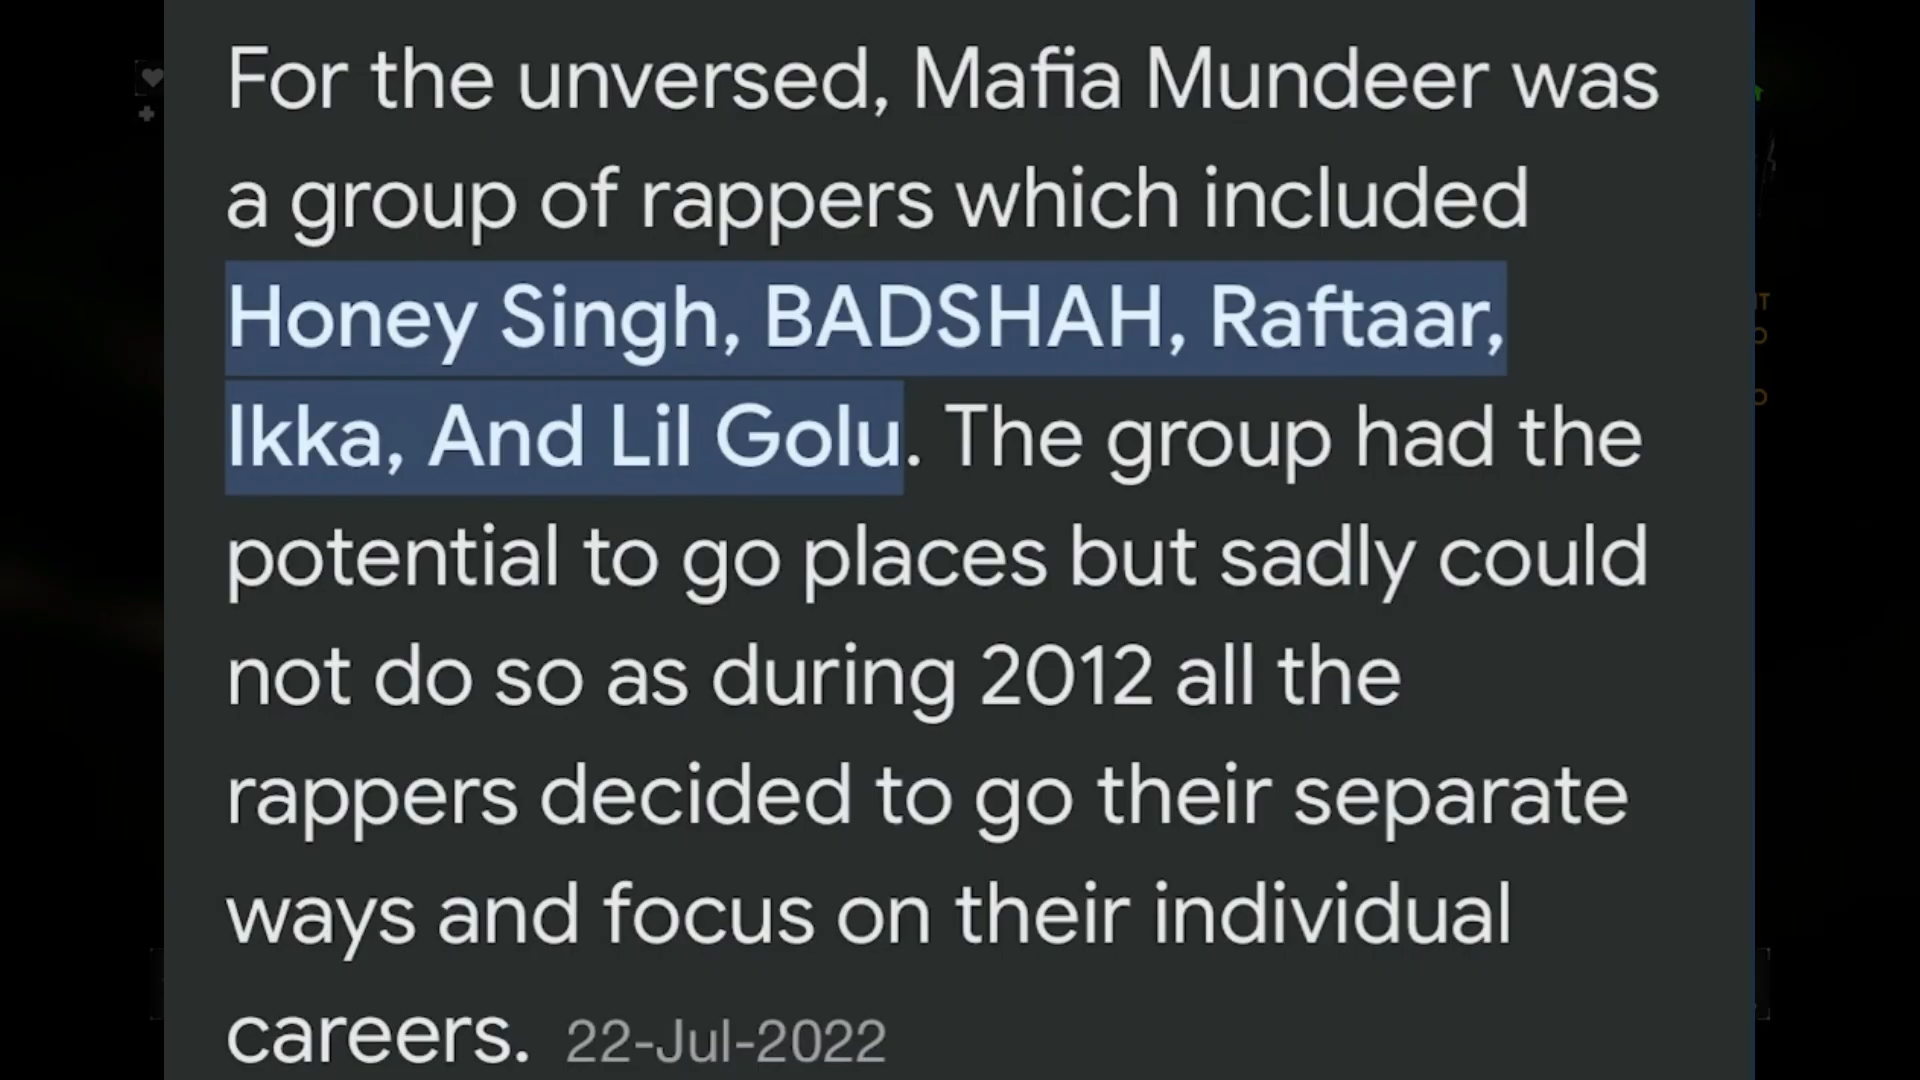 For the unversed, Mafia Mundeer was
a group of rappers which included
Honey Singh, BADSHAH, Raftaar,
Ikka, And Lil Golu. The group had the
potential to go places but sadly could
not do so as during 2012 all the
rappers decided to go their separate
ways and focus on their individual
careers. 22-Jul-2022